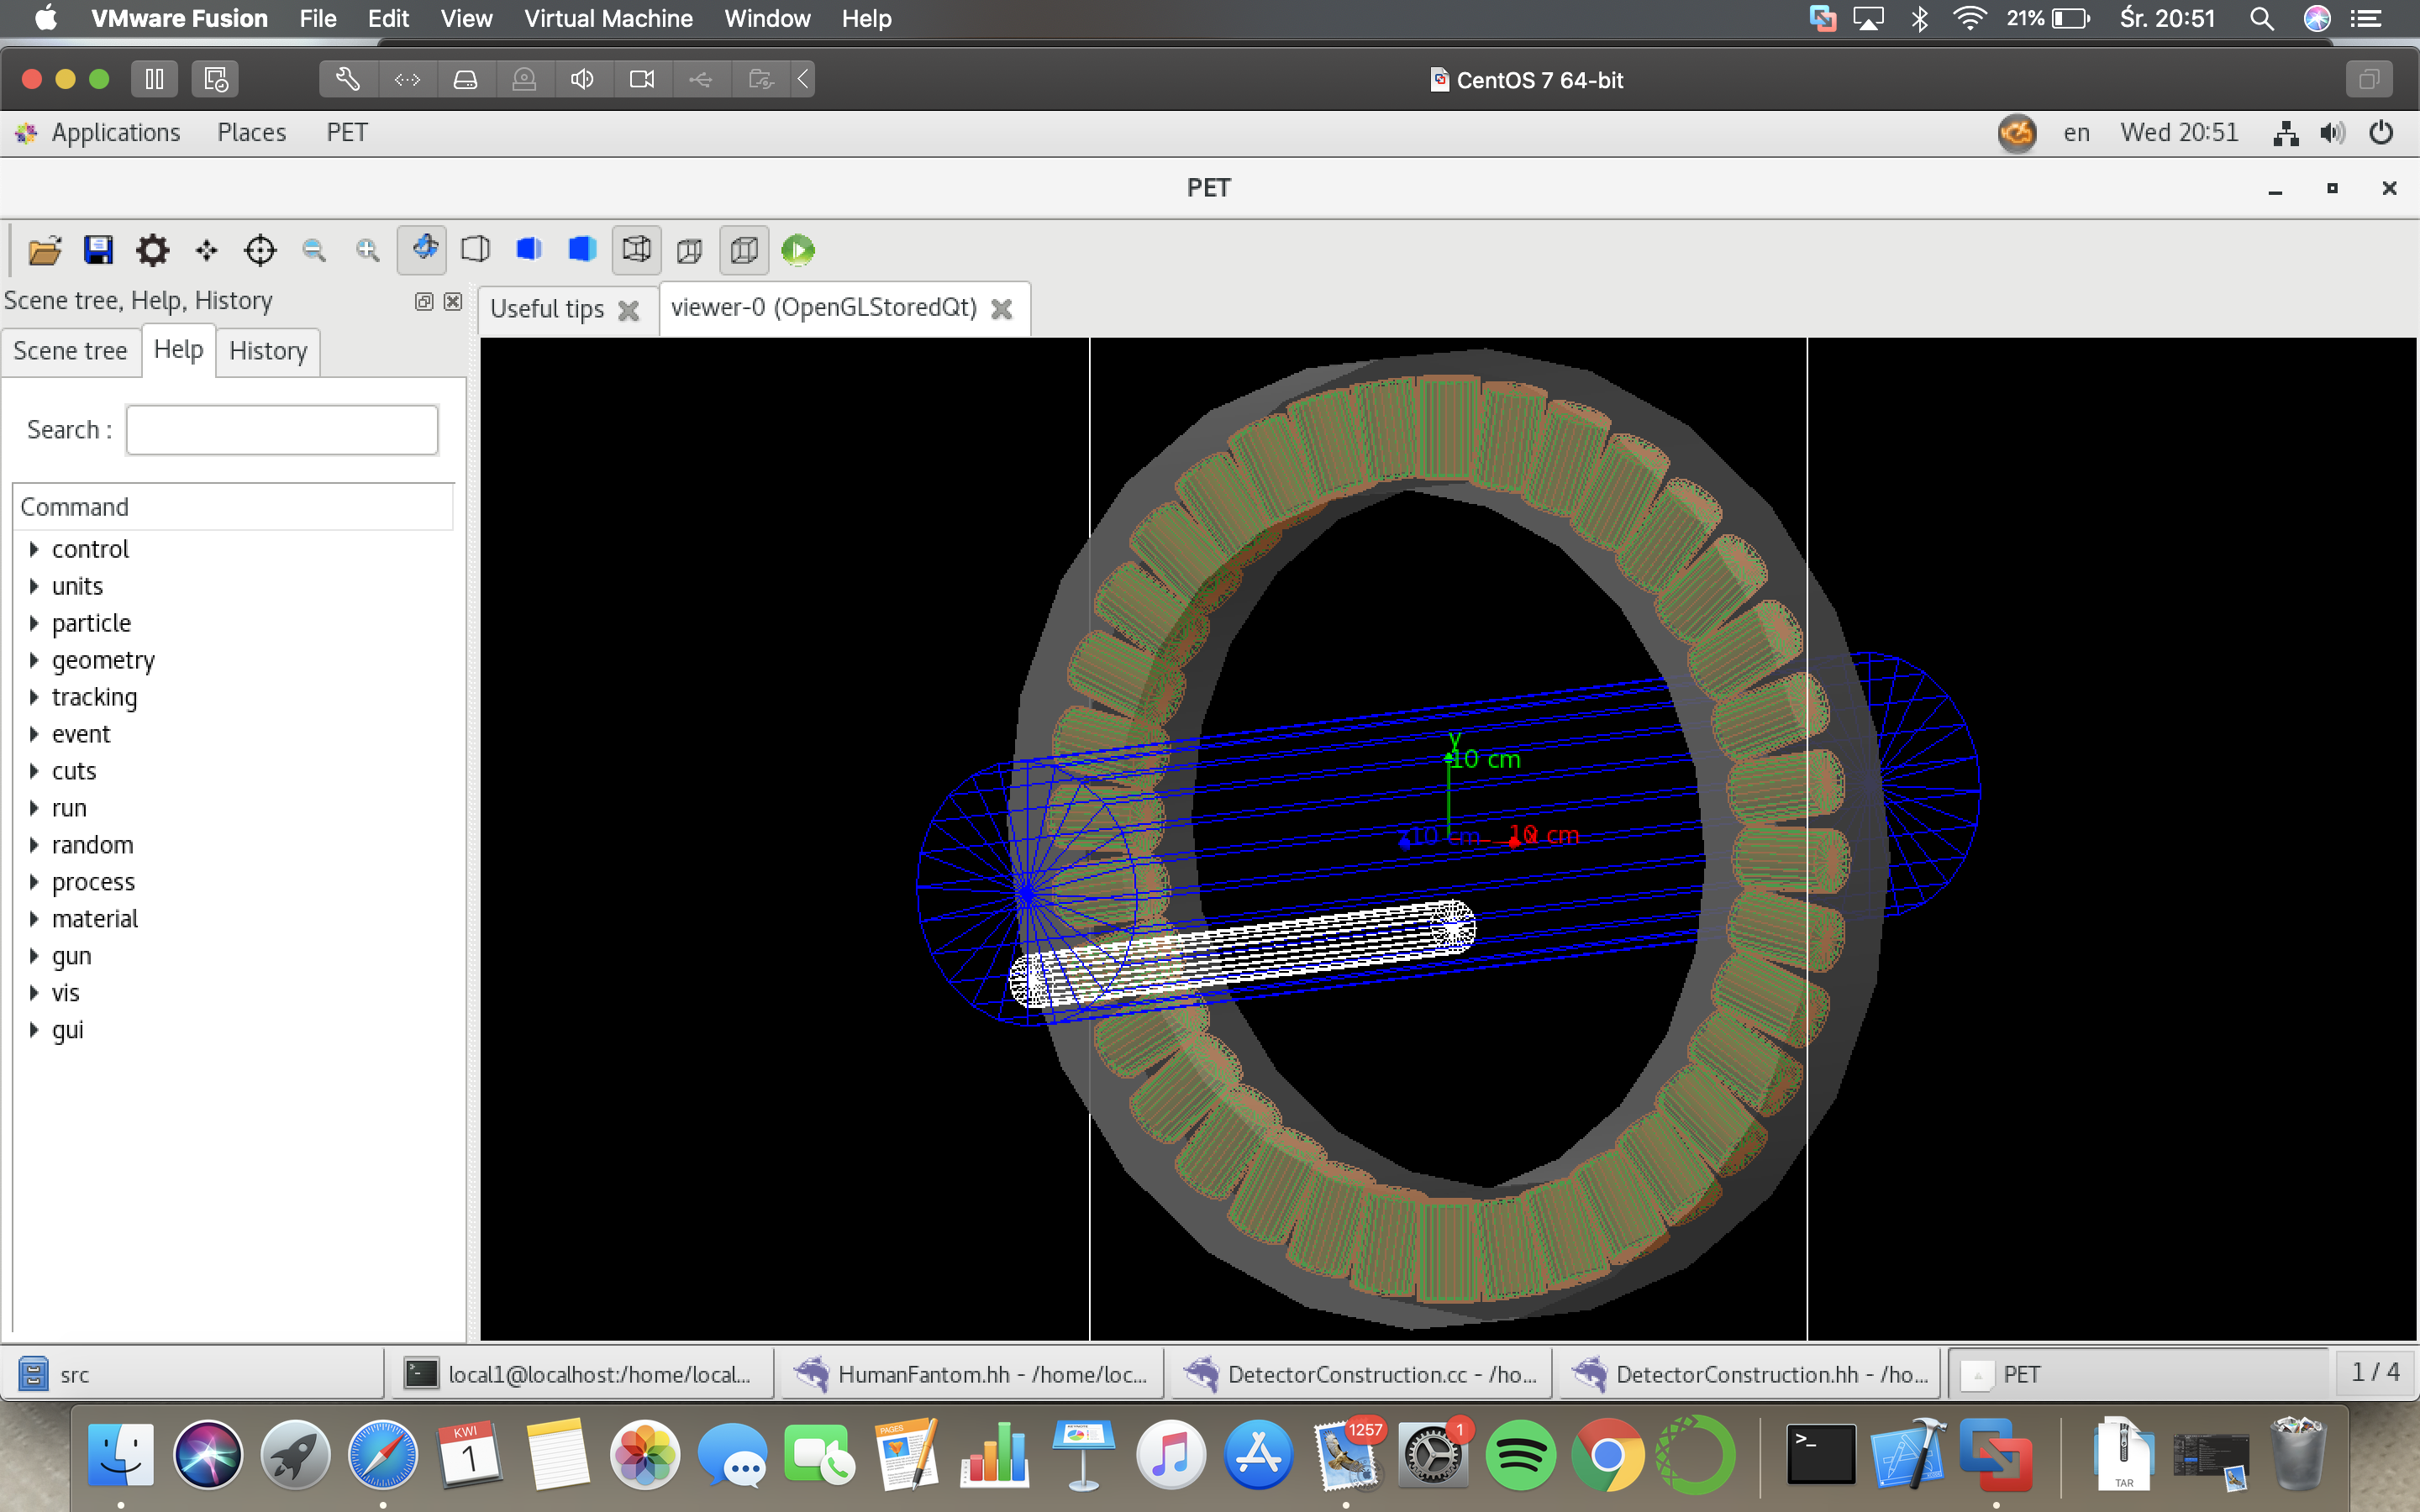 VMware Fusion File Edit View Virtual Machine Window Help 21% Śr. 20:51
CentOS 7 64-bit
Applications Places PET en Wed 20:51
PET
Scene tree, Help, History
Useful tips viewer-0 (OpenGLStoredQt)
Scene tree Help History
Search :
Command
control
units
particle
geometry
tracking
event
cuts
run
random
process
material
gun
vis
gui
y
10 cm
z 10 cm x 10 cm
src local1@localhost:/home/local... HumanFantom.hh - /home/loc... DetectorConstruction.cc - /ho... DetectorConstruction.hh - /ho... PET 1 / 4
KWI
1
PAGES
1257
1
>_
TAR